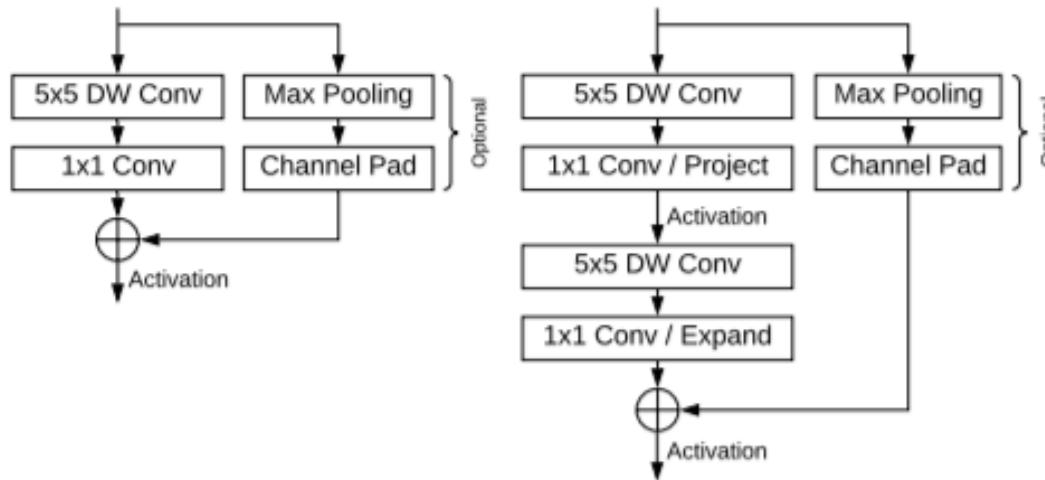 5x5 DW Conv
1x1 Conv
Max Pooling
Channel Pad
Optional
Activation
5x5 DW Conv
1x1 Conv / Project
Activation
5x5 DW Conv
1x1 Conv / Expand
Max Pooling
Channel Pad
Optional
Activation